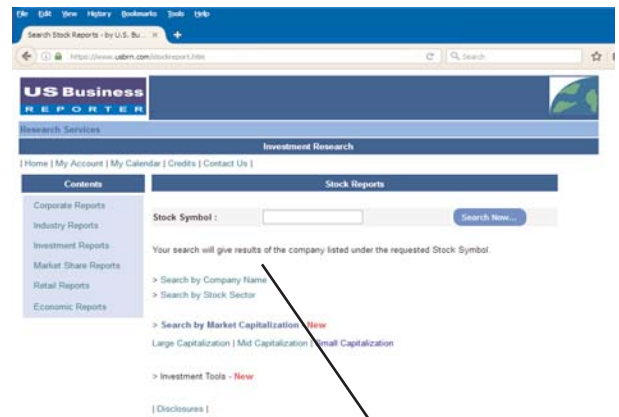 File Edit View History Bookmarks Tools Help
Search Stock Reports - by U.S. Bu...
https://www.usbrn.com/stockreport.htm
Search
US Business
REPORTER
Research Services
Investment Research
| Home | My Account | My Calendar | Credits | Contact Us |
Contents
Stock Reports
Corporate Reports
Industry Reports
Investment Reports
Market Share Reports
Retail Reports
Economic Reports
Stock Symbol :
Search Now...
Your search will give results of the company listed under the requested Stock Symbol.
> Search by Company Name
> Search by Stock Sector
> Search by Market Capitalization - New
Large Capitalization | Mid Capitalization | Small Capitalization
> Investment Tools - New
| Disclosures |